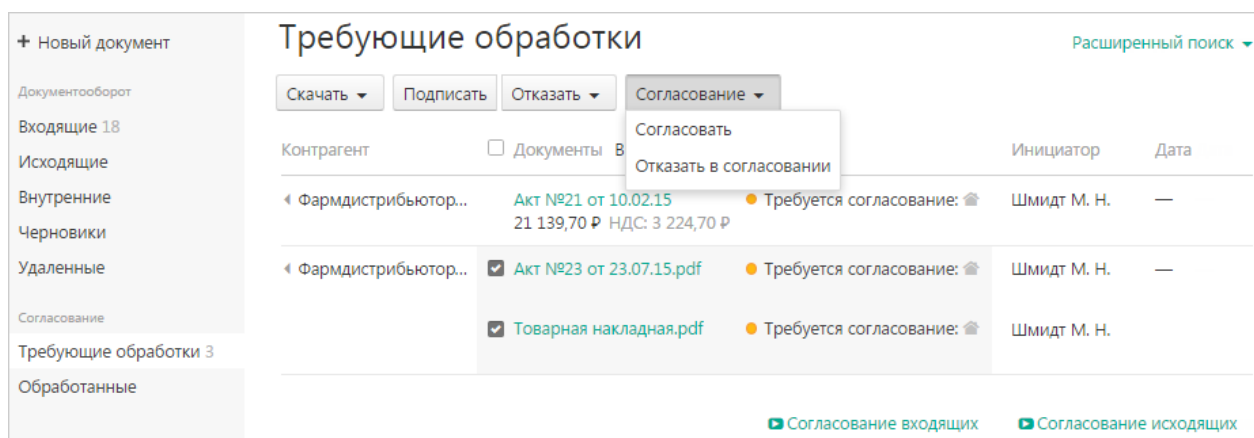 + Новый документ
Документооборот
Входящие 18
Исходящие
Внутренние
Черновики
Удаленные
Согласование
Требующие обработки 3
Обработанные
Требующие обработки
Расширенный поиск
Скачать Подписать Отказать Согласование
Согласовать
Отказать в согласовании
Контрагент Документы В Инициатор Дата
Фармдистрибьютор... Акт №21 от 10.02.15 Требуется согласование: Шмидт М. Н. —
21 139,70 ₽ НДС: 3 224,70 ₽
Фармдистрибьютор... Акт №23 от 23.07.15.pdf Требуется согласование: Шмидт М. Н. —
Товарная накладная.pdf Требуется согласование: Шмидт М. Н.
Согласование входящих Согласование исходящих